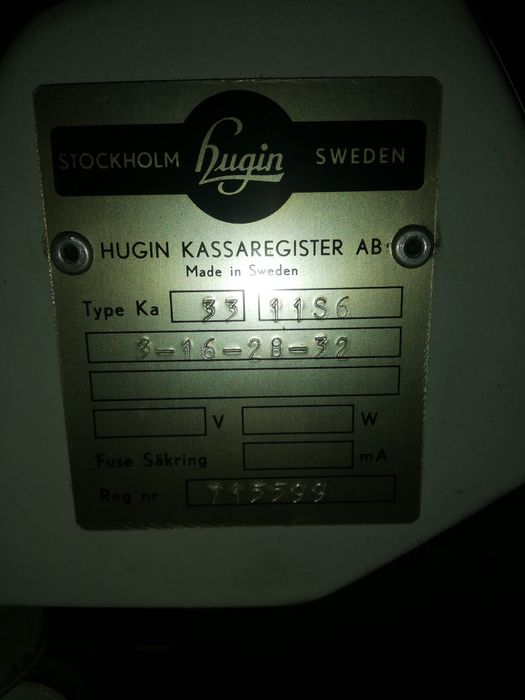 STOCKHOLM hugin SWEDEN
HUGIN KASSAREGISTER AB
Made in Sweden
Type Ka 33 11S6
3-16-28-32
V W
Fuse Säkring mA
Reg nr 795599